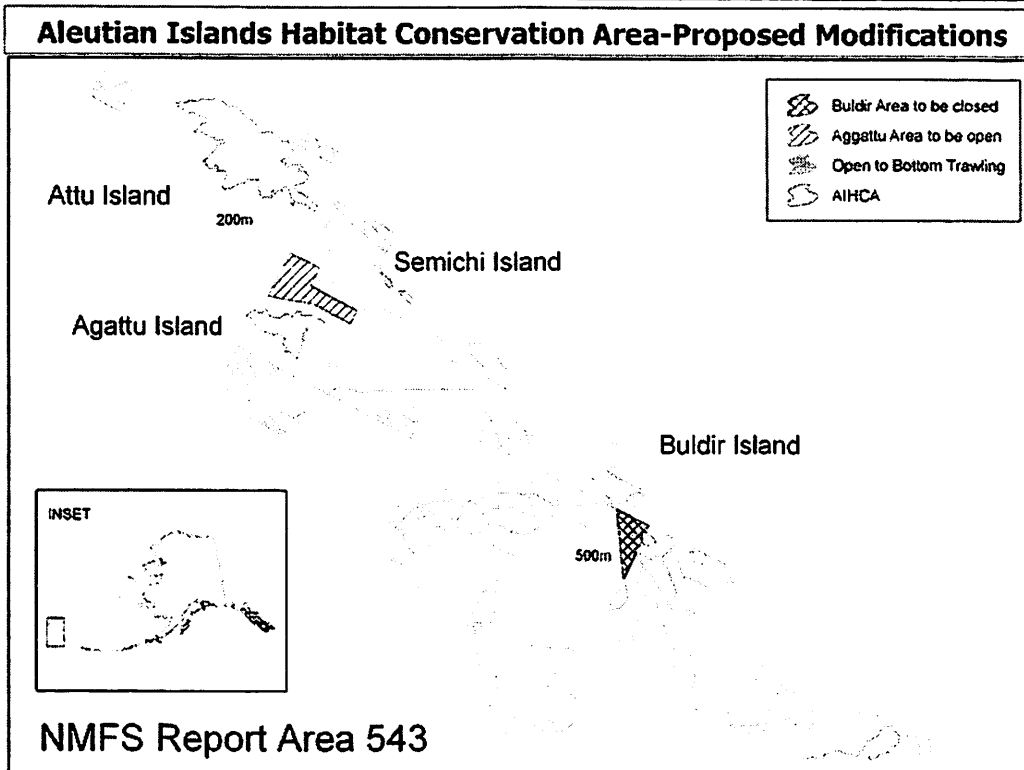 Aleutian Islands Habitat Conservation Area-Proposed Modifications
Buldir Area to be closed
Aggattu Area to be open
Open to Bottom Trawling
AIHCA
Attu Island
200m
Semichi Island
Agattu Island
Buldir Island
INSET
500m
NMFS Report Area 543